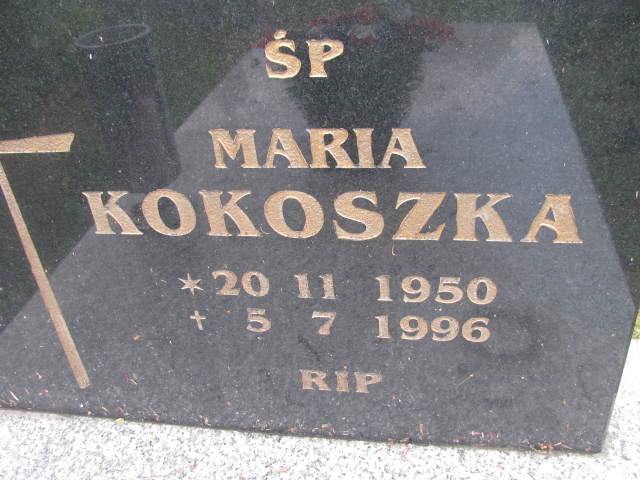 ŚP
MARIA
KOKOSZKA
* 20 11 1950
† 5 7 1996
RIP